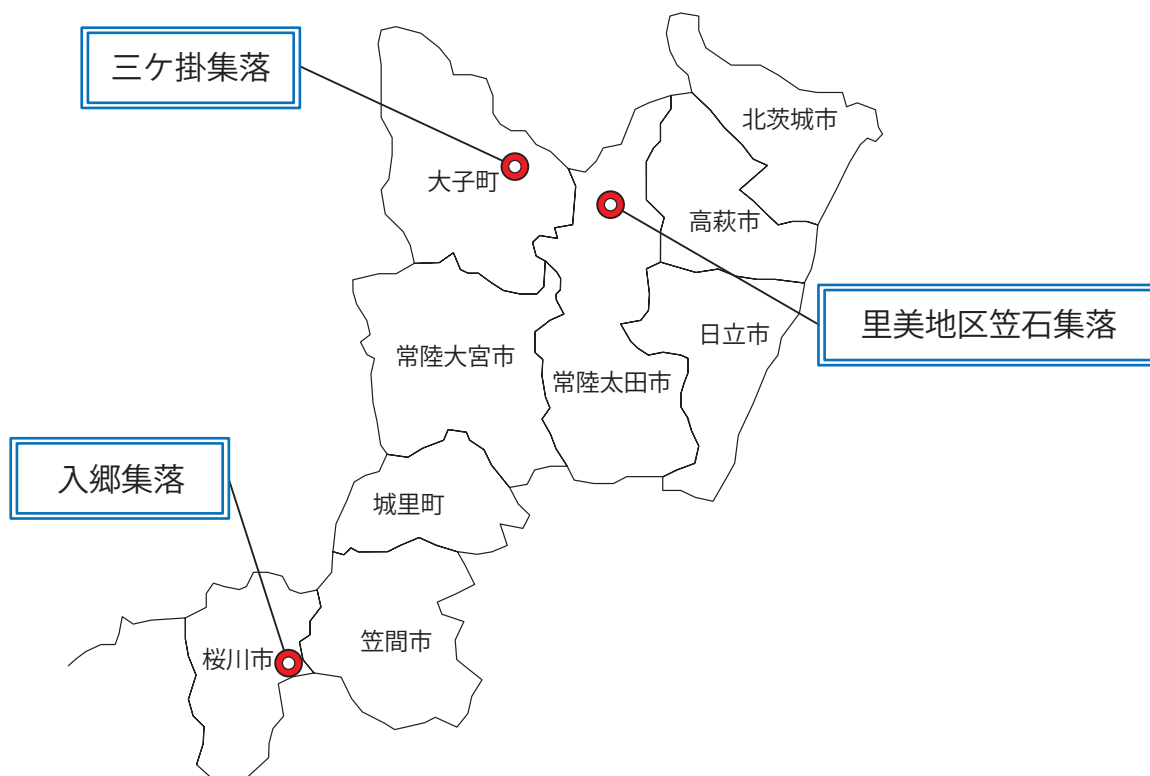 三ケ掛集落
北茨城市
大子町
高萩市
里美地区笠石集落
日立市
常陸大宮市
常陸太田市
入郷集落
城里町
笠間市
桜川市